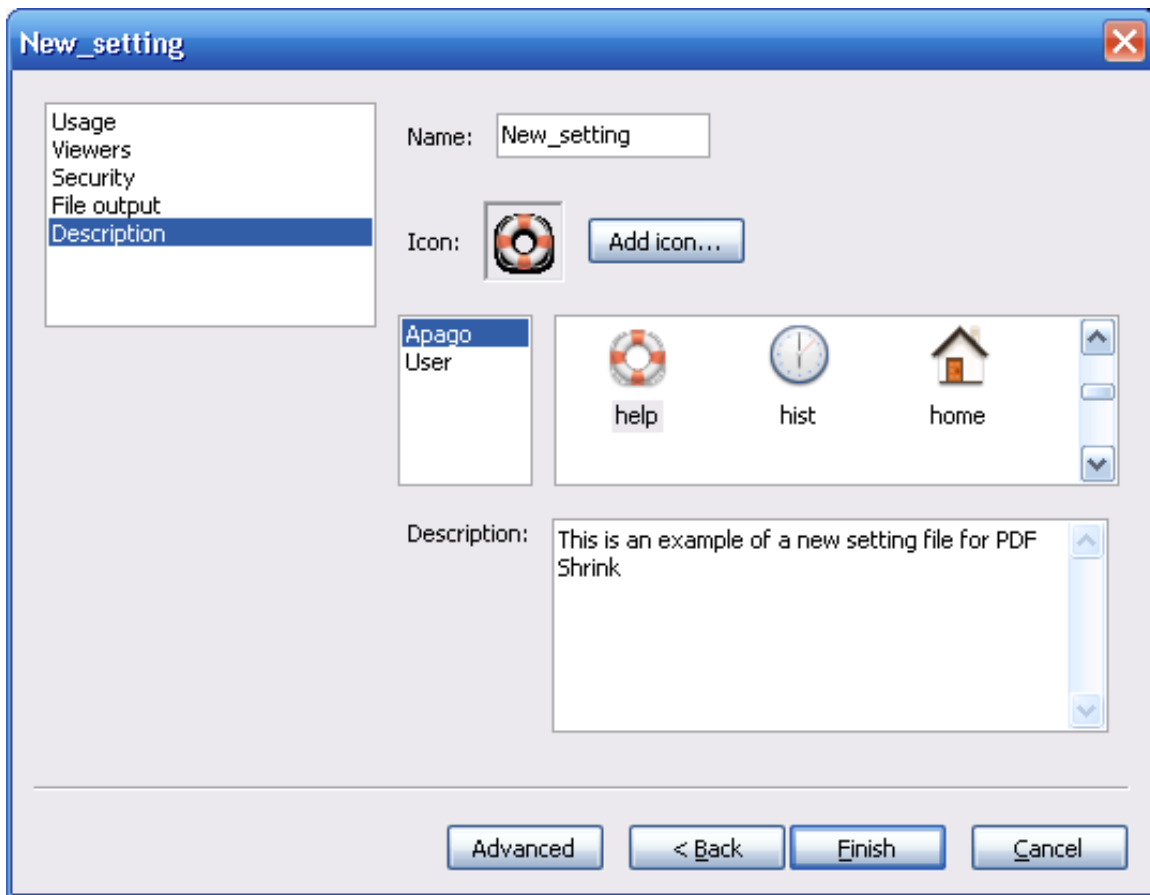 New_setting
Usage
Viewers
Security
File output
Description
Name:
New_setting
Icon:
Add icon...
Apago
User
help
hist
home
Description:
This is an example of a new setting file for PDF
Shrink
Advanced
< Back
Finish
Cancel